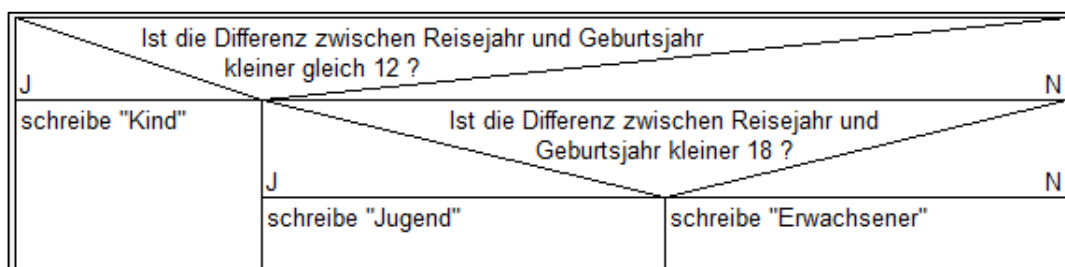 Ist die Differenz zwischen Reisejahr und Geburtsjahr
kleiner gleich 12 ?
J
N
schreibe "Kind"
Ist die Differenz zwischen Reisejahr und
Geburtsjahr kleiner 18 ?
J
N
schreibe "Jugend"
schreibe "Erwachsener"